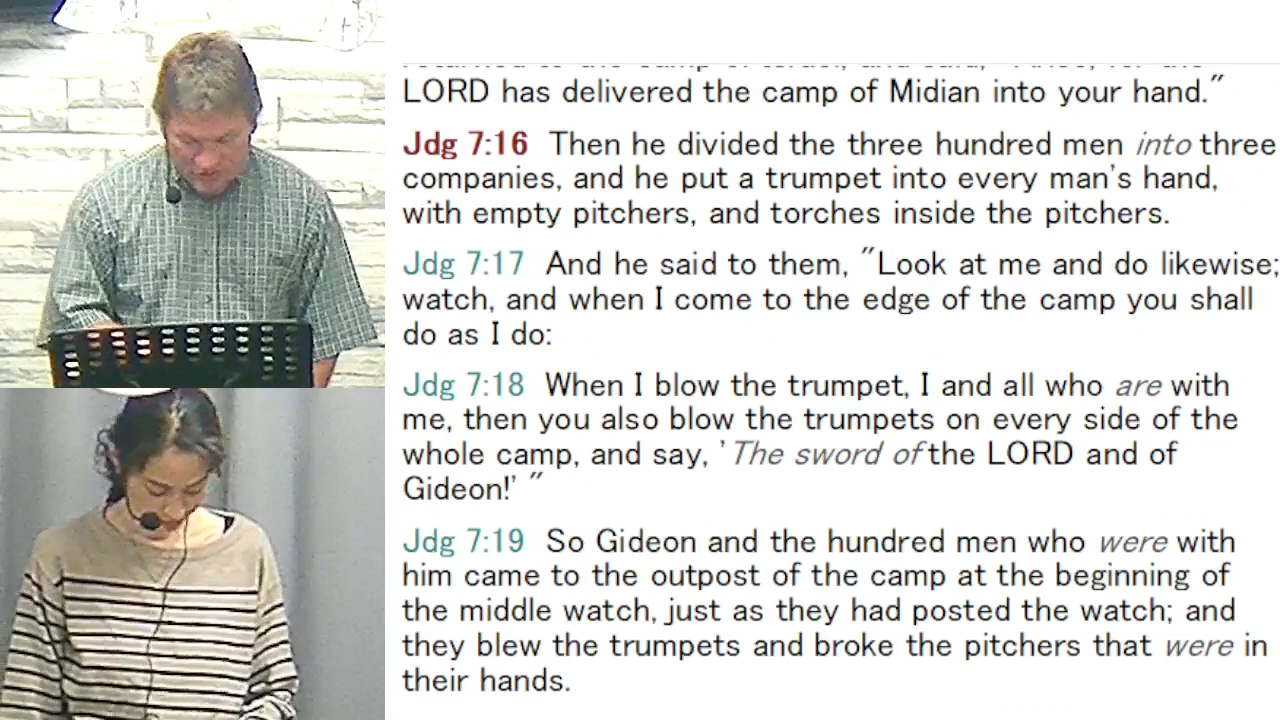 LORD has delivered the camp of Midian into your hand."
Jdg 7:16 Then he divided the three hundred men into three
companies, and he put a trumpet into every man's hand,
with empty pitchers, and torches inside the pitchers.
Jdg 7:17 And he said to them, "Look at me and do likewise;
watch, and when I come to the edge of the camp you shall
do as I do:
Jdg 7:18 When I blow the trumpet, I and all who are with
me, then you also blow the trumpets on every side of the
whole camp, and say, 'The sword of the LORD and of
Gideon!' "
Jdg 7:19 So Gideon and the hundred men who were with
him came to the outpost of the camp at the beginning of
the middle watch, just as they had posted the watch; and
they blew the trumpets and broke the pitchers that were in
their hands.